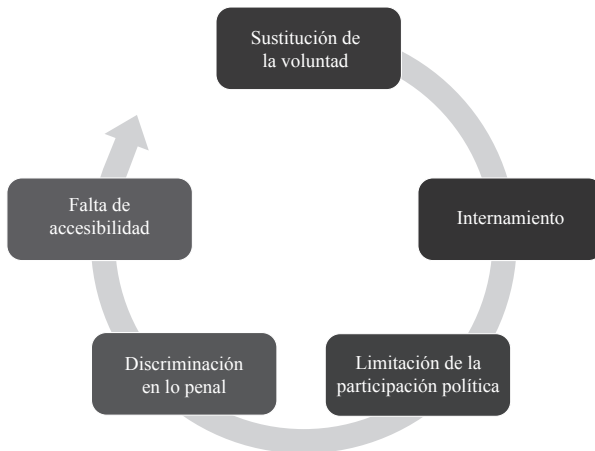 Sustitución de
la voluntad
Internamiento
Limitación de la
participación política
Discriminación
en lo penal
Falta de
accesibilidad